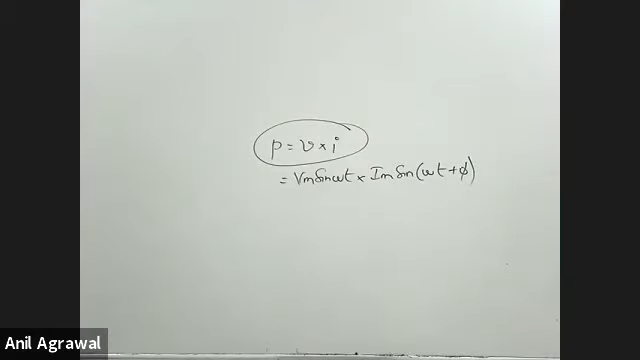 p = v × i
= Vm Sin ωt × Im Sin (ωt + φ)
Anil Agrawal